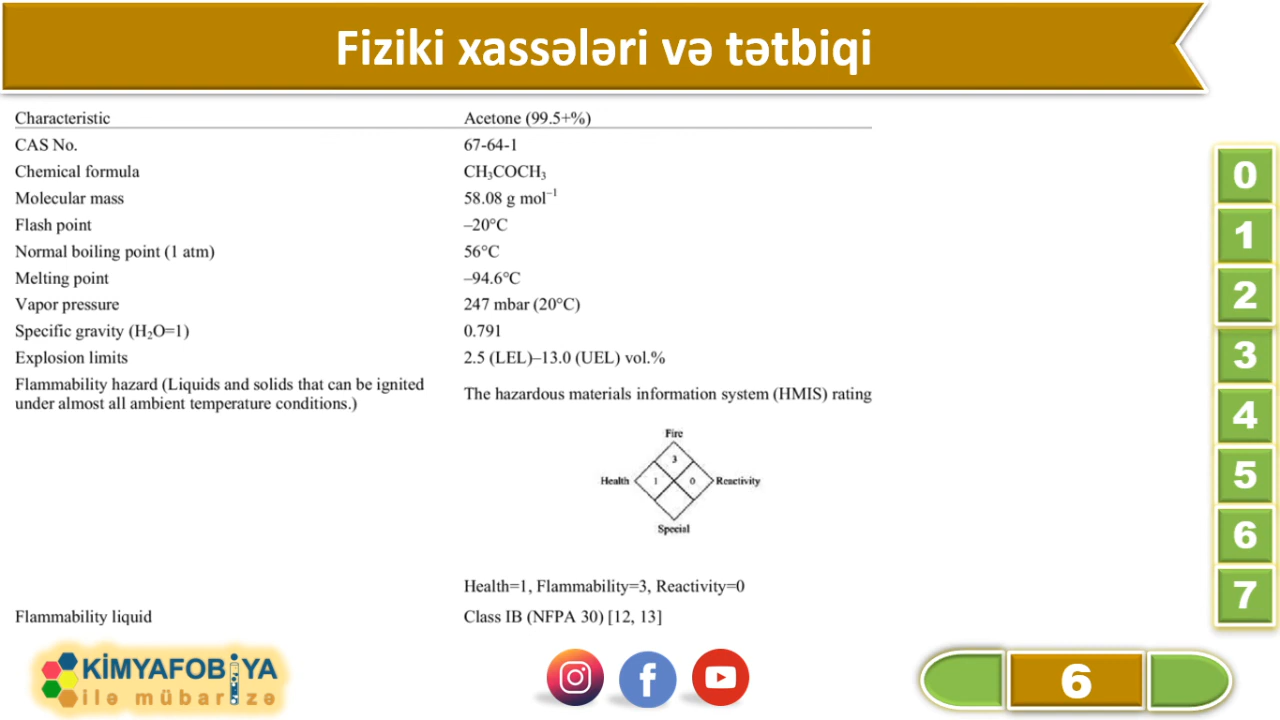 Fiziki xassələri və tətbiqi
Characteristic Acetone (99.5+%)
CAS No. 67-64-1
Chemical formula CH₃COCH₃
Molecular mass 58.08 g mol⁻¹
Flash point –20°C
Normal boiling point (1 atm) 56°C
Melting point –94.6°C
Vapor pressure 247 mbar (20°C)
Specific gravity (H₂O=1) 0.791
Explosion limits 2.5 (LEL)–13.0 (UEL) vol.%
Flammability hazard (Liquids and solids that can be ignited
under almost all ambient temperature conditions.)
The hazardous materials information system (HMIS) rating
Fire
3
Health 1 0 Reactivity
Special
Health=1, Flammability=3, Reactivity=0
Flammability liquid Class IB (NFPA 30) [12, 13]
0
1
2
3
4
5
6
7
KİMYAFOBİYA
ilə mübarizə
f
6